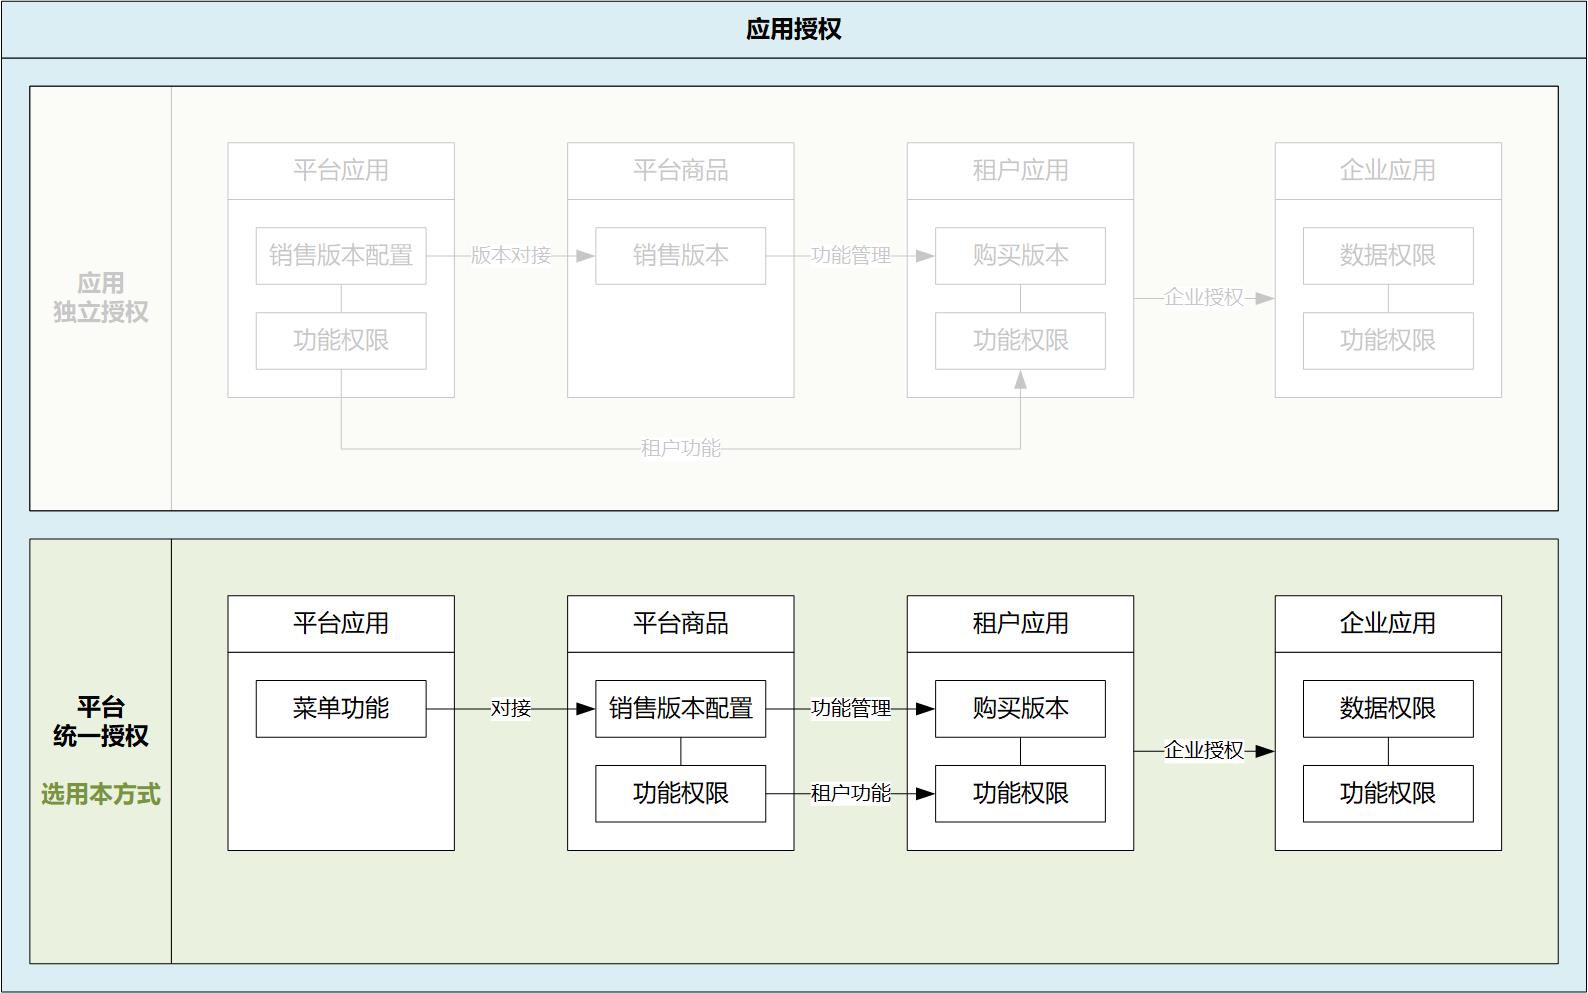 应用授权
应用
独立授权
平台应用
销售版本配置
功能权限
版本对接
平台商品
销售版本
功能管理
租户应用
购买版本
功能权限
租户功能
企业授权
企业应用
数据权限
功能权限
平台
统一授权
选用本方式
平台应用
菜单功能
对接
平台商品
销售版本配置
功能权限
功能管理
租户功能
租户应用
购买版本
功能权限
企业授权
企业应用
数据权限
功能权限